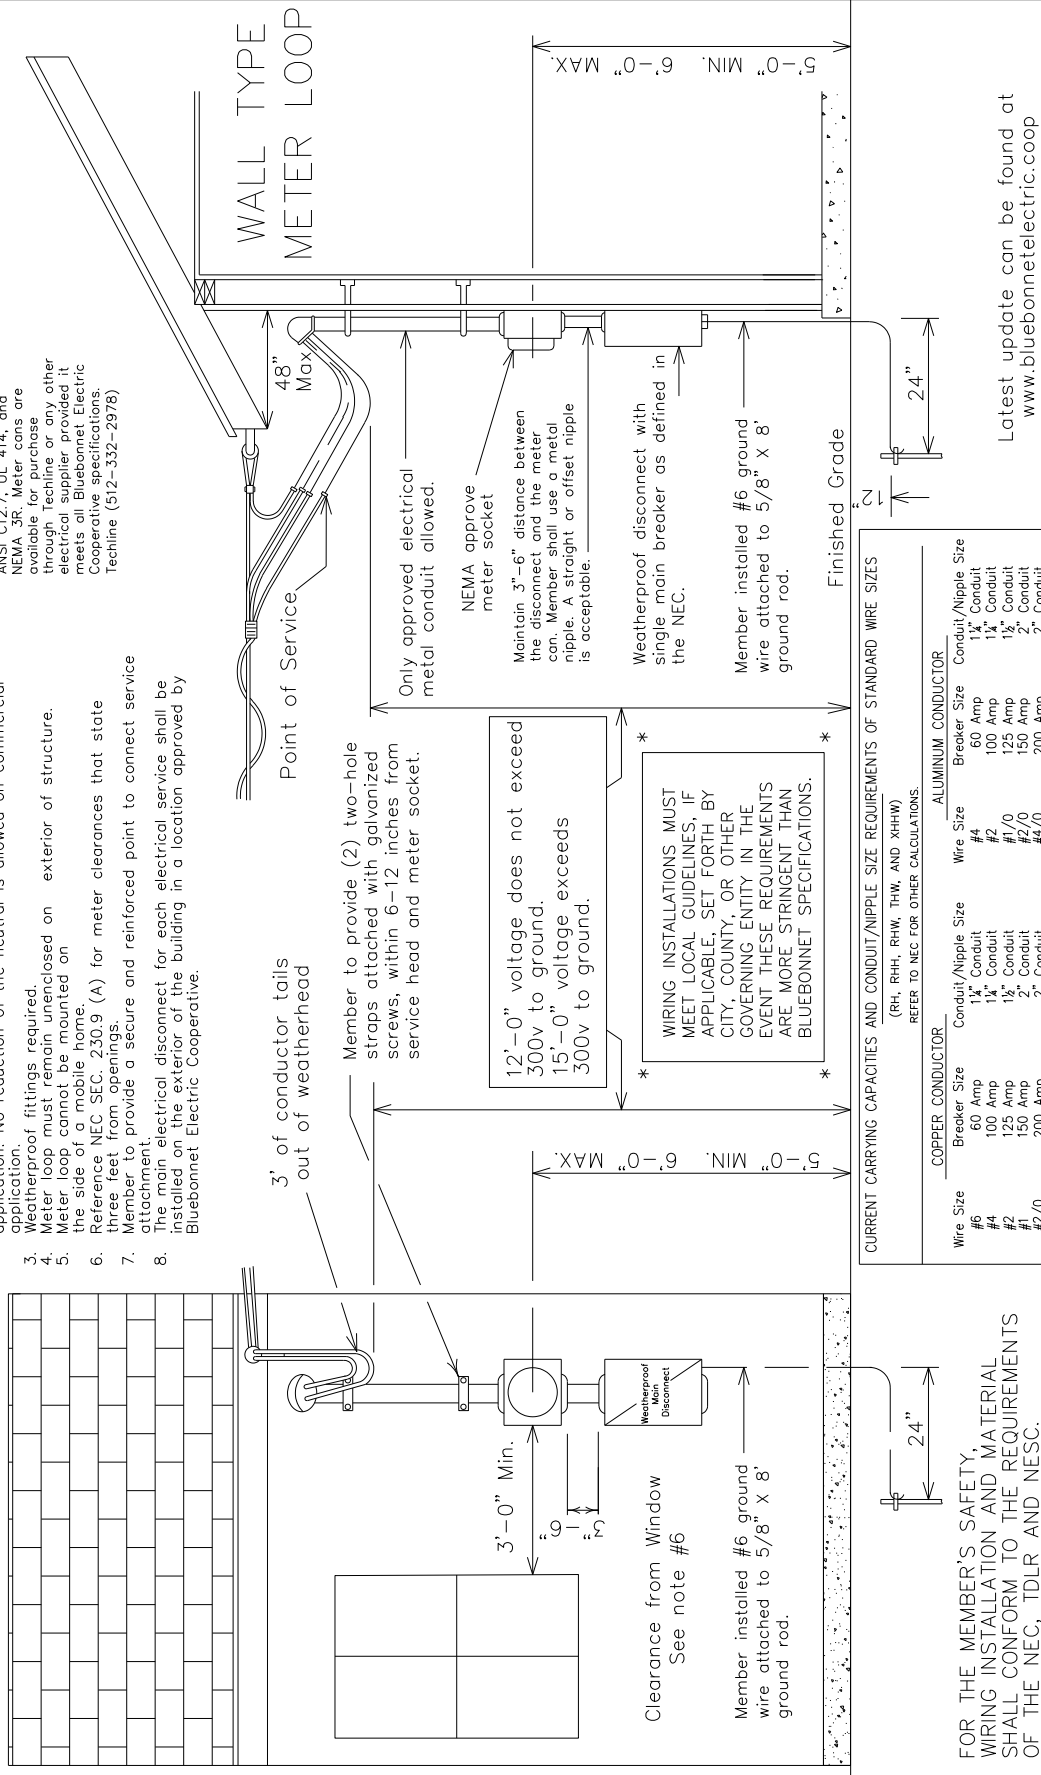 ANSI C12.7, UL 414, and
NEMA 3R. Meter cans are
available for purchase
through Techline or any other
electrical supplier provided it
meets all Bluebonnet Electric
Cooperative specifications.
Techline (512-332-2978)
application. No reduction of the neutral is allowed on commercial
application.
3. Weatherproof fittings required.
4. Meter loop must remain unenclosed on exterior of structure.
5. Meter loop cannot be mounted on
the side of a mobile home.
6. Reference NEC SEC. 230.9 (A) for meter clearances that state
three feet from openings.
7. Member to provide a secure and reinforced point to connect service
attachment.
8. The main electrical disconnect for each electrical service shall be
installed on the exterior of the building in a location approved by
Bluebonnet Electric Cooperative.
WALL TYPE
METER LOOP
48"
Max
Point of Service
3' of conductor tails
out of weatherhead
Member to provide (2) two-hole
straps attached with galvanized
screws, within 6-12 inches from
service head and meter socket.
Only approved electrical
metal conduit allowed.
NEMA approve
meter socket
Maintain 3"-6" distance between
the disconnect and the meter
can. Member shall use a metal
nipple. A straight or offset nipple
is acceptable.
Weatherproof disconnect with
single main breaker as defined in
the NEC.
Member installed #6 ground
wire attached to 5/8" X 8'
ground rod.
Finished Grade
5'-0" MIN. 6'-0" MAX.
24"
12"
12'-0" voltage does not exceed
300v to ground.
15'-0" voltage exceeds
300v to ground.
* *
WIRING INSTALLATIONS MUST
MEET LOCAL GUIDELINES, IF
APPLICABLE, SET FORTH BY
CITY, COUNTY, OR OTHER
GOVERNING ENTITY IN THE
EVENT THESE REQUIREMENTS
ARE MORE STRINGENT THAN
BLUEBONNET SPECIFICATIONS.
* *
5'-0" MIN. 6'-0" MAX.
Weatherproof
Main
Disconnect
3'-0" Min.
3"-6"
Clearance from Window
See note #6
Member installed #6 ground
wire attached to 5/8" X 8'
ground rod.
24"
FOR THE MEMBER'S SAFETY,
WIRING INSTALLATION AND MATERIAL
SHALL CONFORM TO THE REQUIREMENTS
OF THE NEC, TDLR AND NESC.
CURRENT CARRYING CAPACITIES AND CONDUIT/NIPPLE SIZE REQUIREMENTS OF STANDARD WIRE SIZES
(RH, RHH, RHW, THW, AND XHHW)
REFER TO NEC FOR OTHER CALCULATIONS.
COPPER CONDUCTOR ALUMINUM CONDUCTOR
Wire Size Breaker Size Conduit/Nipple Size Wire Size Breaker Size Conduit/Nipple Size
#6 60 Amp 1¼" Conduit #4 60 Amp 1¼" Conduit
#4 100 Amp 1¼" Conduit #2 100 Amp 1¼" Conduit
#2 125 Amp 1½" Conduit #1/0 125 Amp 1½" Conduit
#1 150 Amp 2" Conduit #2/0 150 Amp 2" Conduit
#2/0 200 Amp 2" Conduit #4/0 200 Amp 2" Conduit
Latest update can be found at
www.bluebonnetelectric.coop